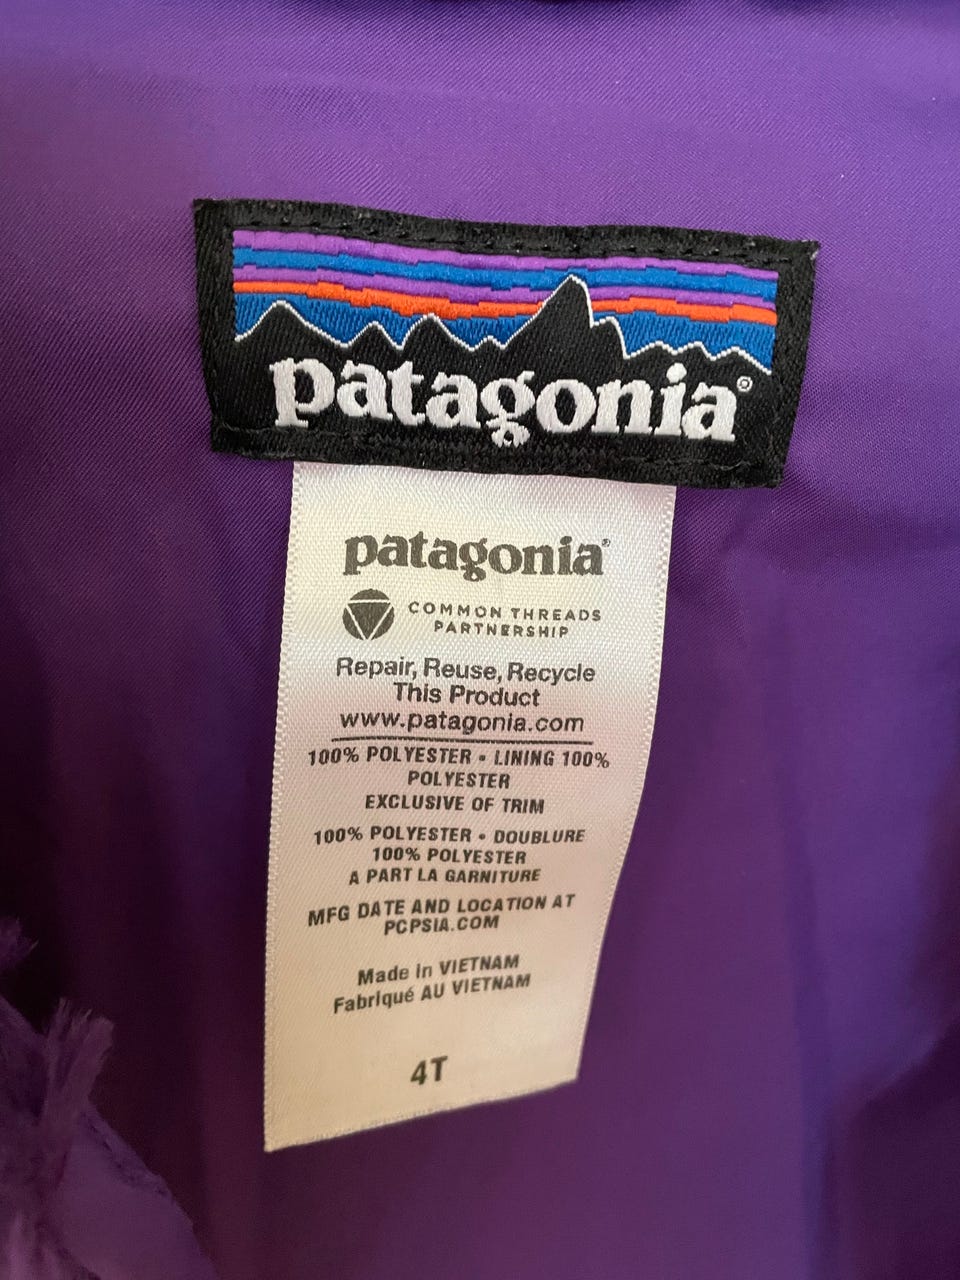 patagonia®
patagonia®
COMMON THREADS
PARTNERSHIP
Repair, Reuse, Recycle
This Product
www.patagonia.com
100% POLYESTER • LINING 100%
POLYESTER
EXCLUSIVE OF TRIM
100% POLYESTER • DOUBLURE
100% POLYESTER
A PART LA GARNITURE
MFG DATE AND LOCATION AT
PCPSIA.COM
Made in VIETNAM
Fabriqué AU VIETNAM
4T